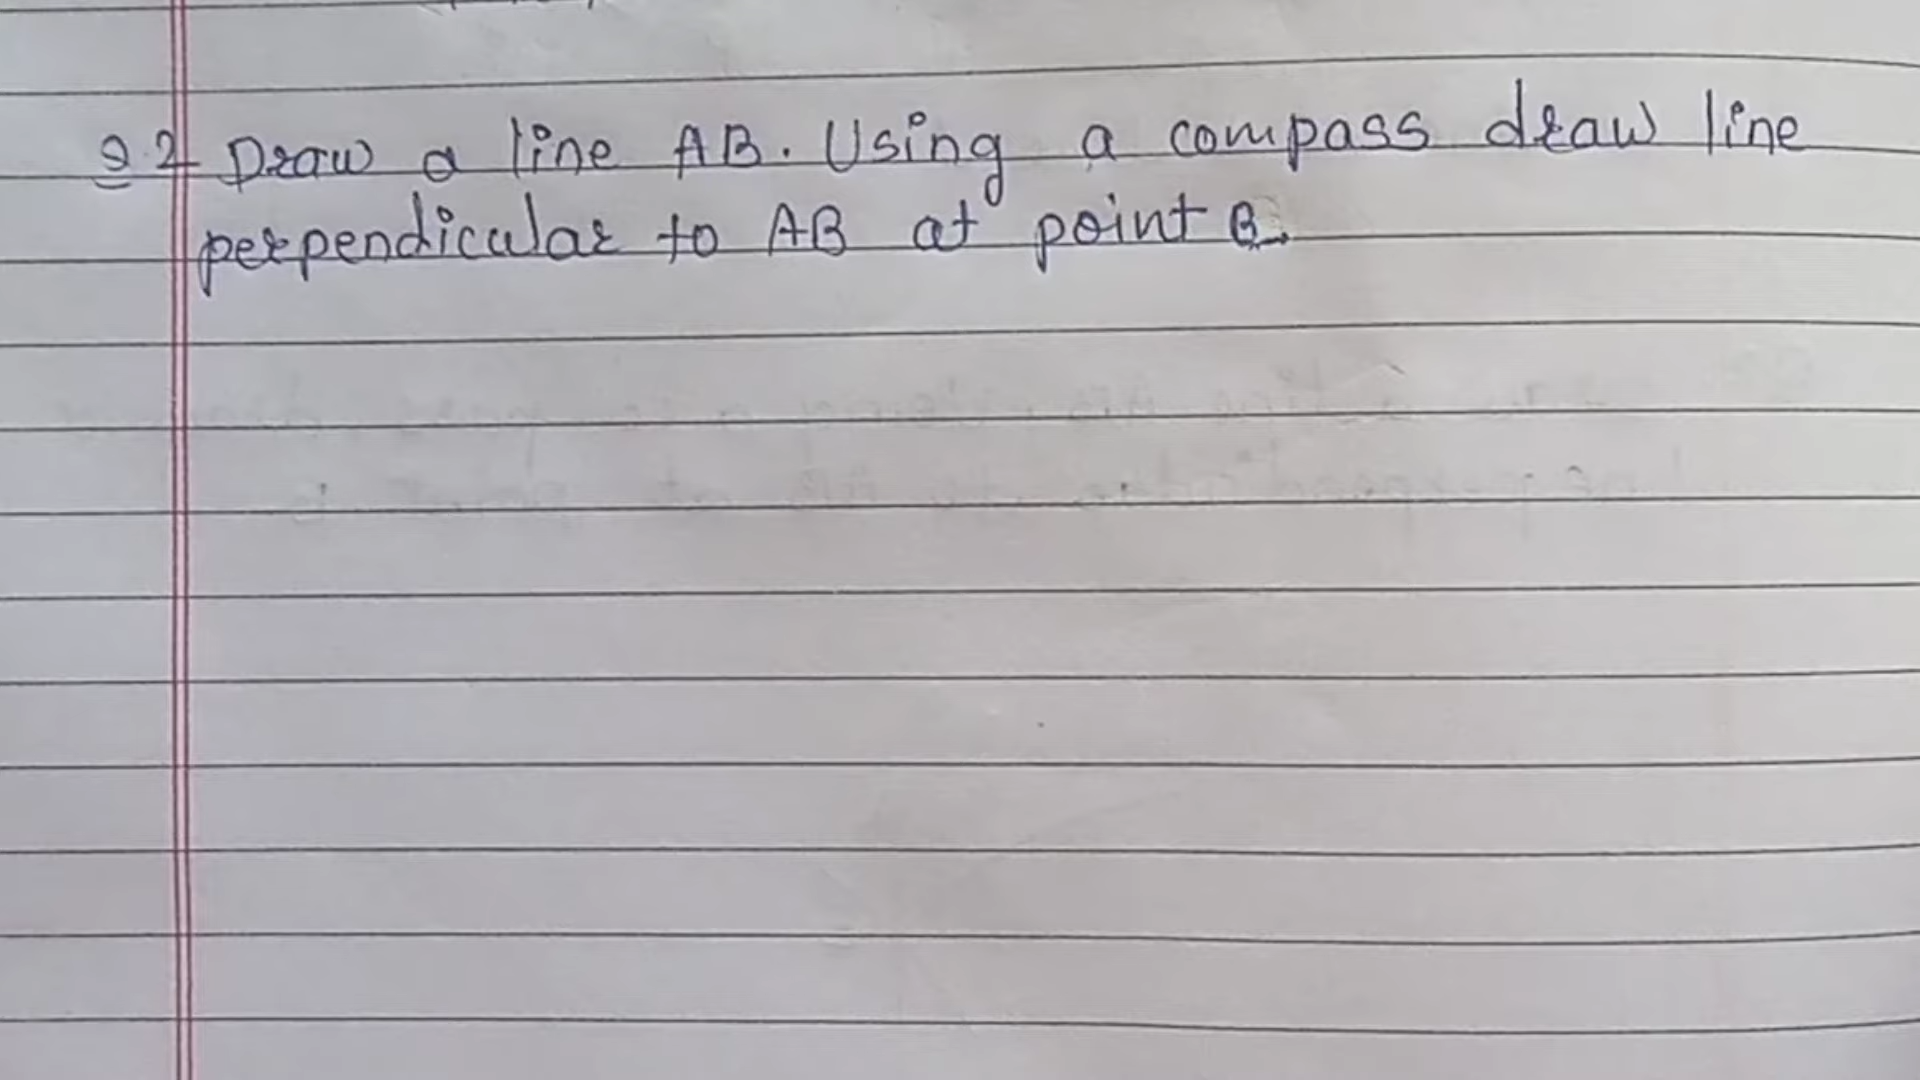 Q.2 Draw a line AB. Using a compass draw line
perpendicular to AB at point B.